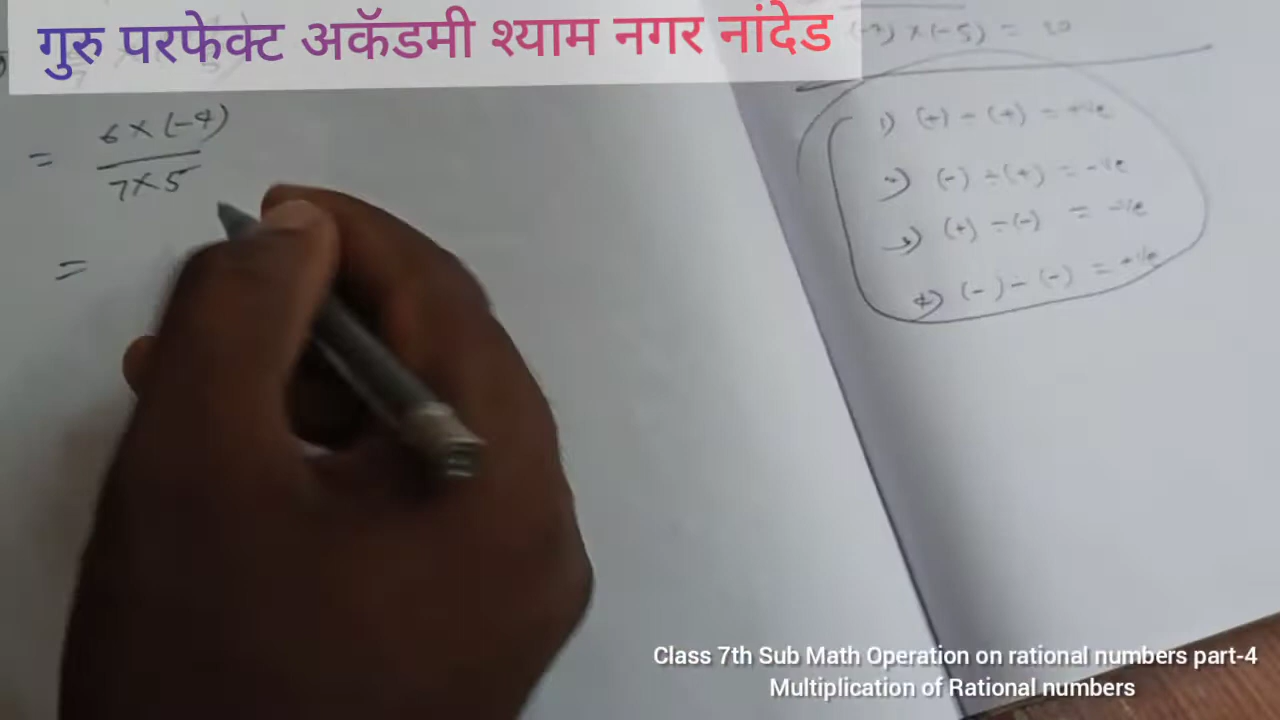 गुरु परफेक्ट अकॅडमी श्याम नगर नांदेड
× (-5) = 20
= 6 × (-4)
7 × 5
=
1) (+) ÷ (+) = +ve
2) (-) ÷ (+) = -ve
3) (+) ÷ (-) = -ve
4) (-) - (-) = +ve
Class 7th Sub Math Operation on rational numbers part-4
Multiplication of Rational numbers